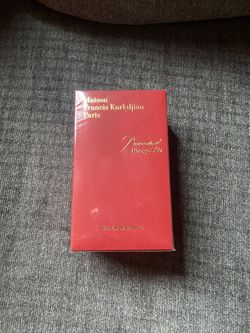 Maison
Francis Kurkdjian
Paris
Baccarat
Rouge 540